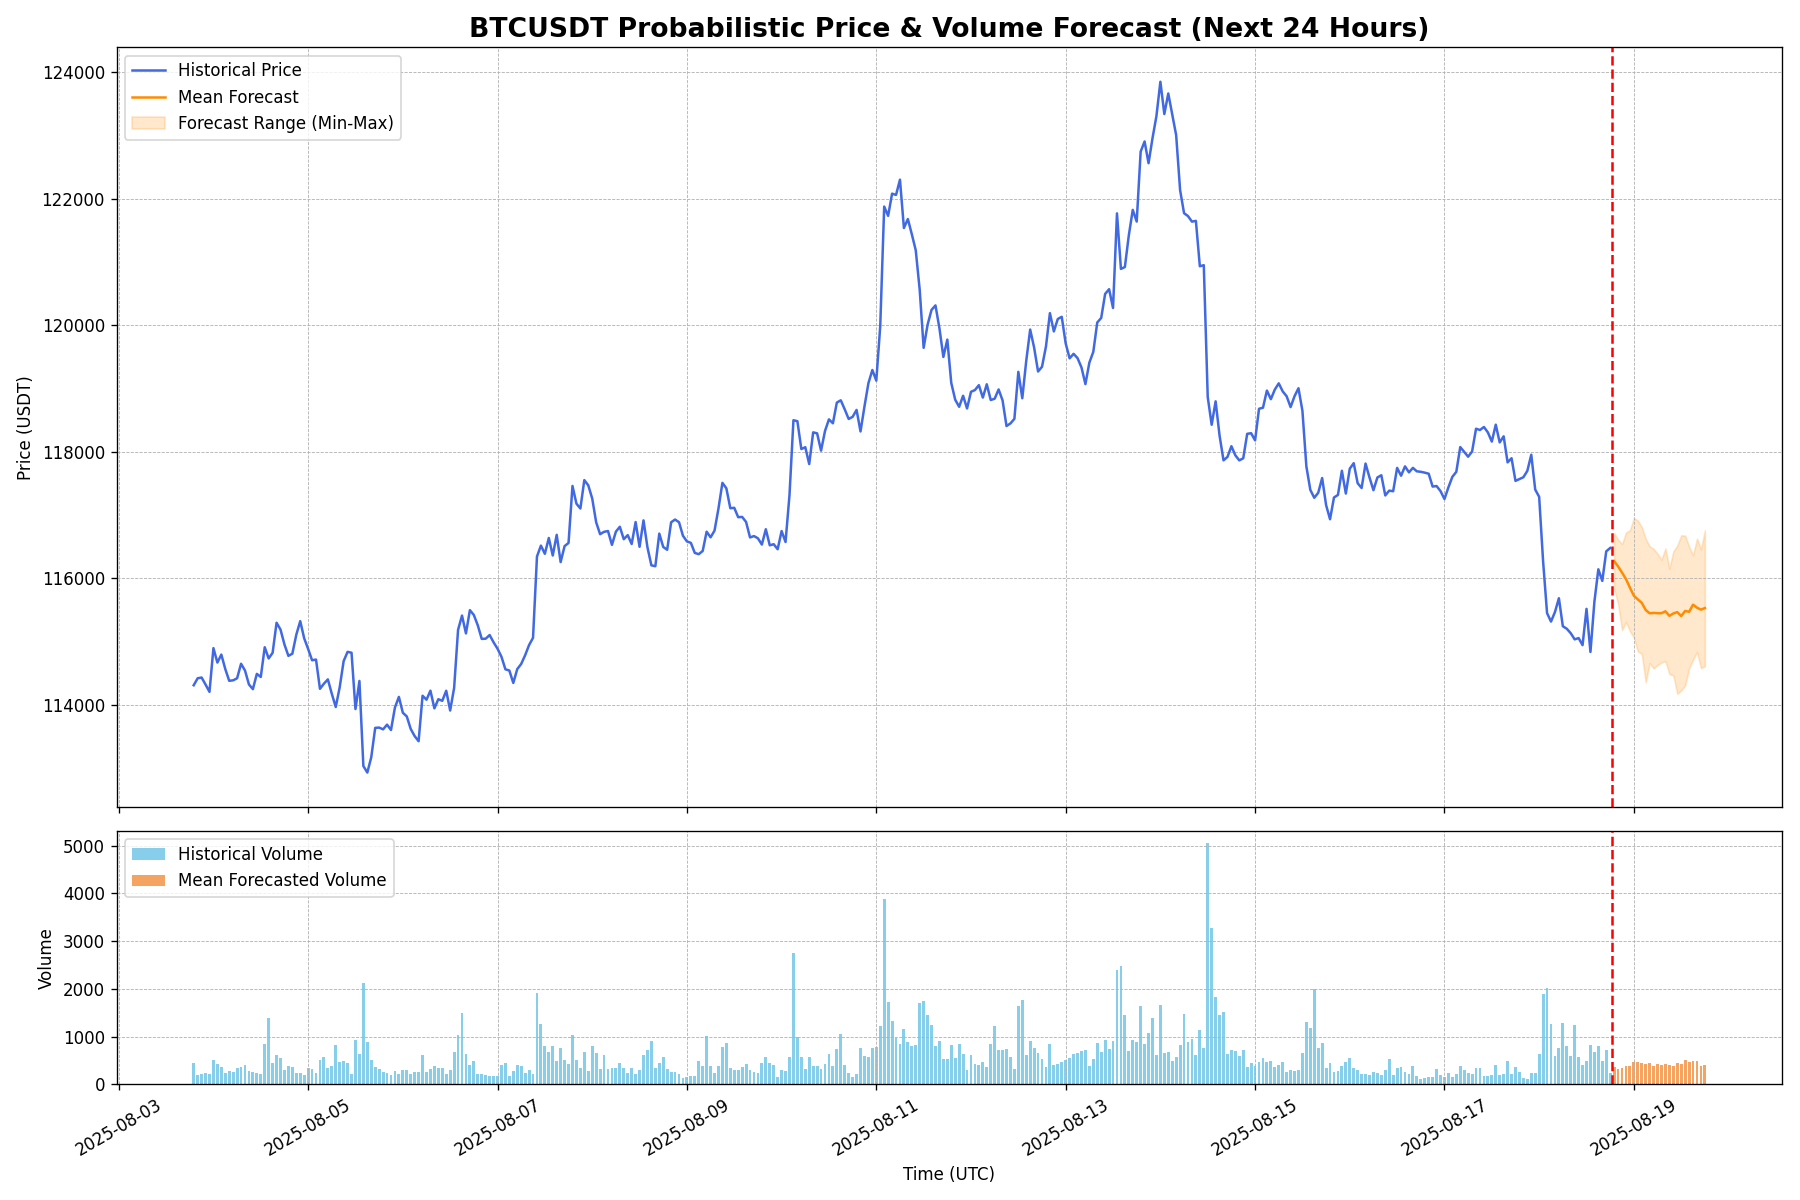 BTCUSDT Probabilistic Price & Volume Forecast (Next 24 Hours)
Historical Price
Mean Forecast
Forecast Range (Min-Max)
124000
122000
120000
118000
116000
114000
Price (USDT)
Historical Volume
Mean Forecasted Volume
5000
4000
3000
2000
1000
0
Volume
2025-08-03
2025-08-05
2025-08-07
2025-08-09
2025-08-11
2025-08-13
2025-08-15
2025-08-17
2025-08-19
Time (UTC)